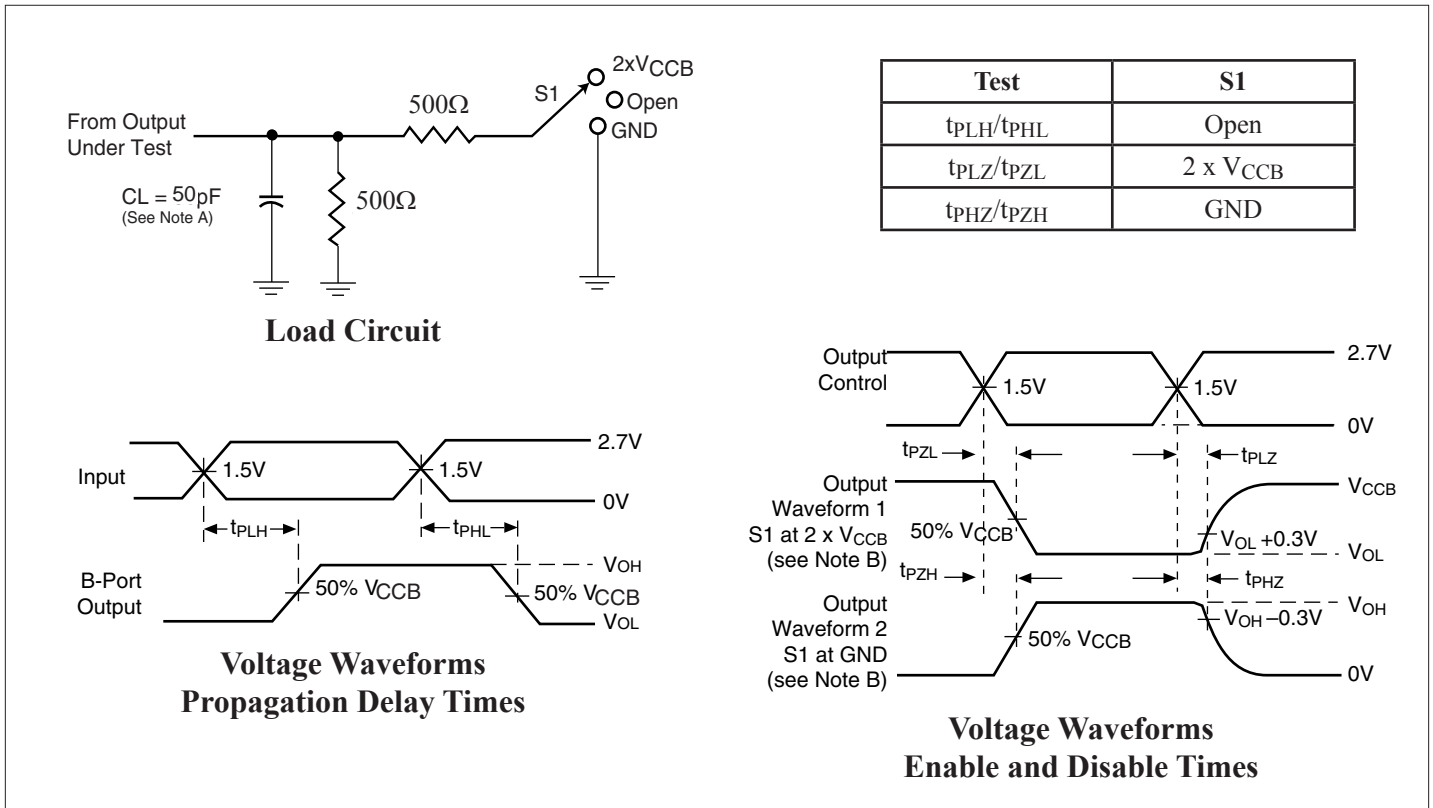 From Output
Under Test
500Ω
S1
2xVCCB
Open
GND
CL = 50pF
(See Note A)
500Ω
Load Circuit
Test S1
tPLH/tPHL Open
tPLZ/tPZL 2 x VCCB
tPHZ/tPZH GND
Input
1.5V
1.5V
2.7V
0V
tPLH
tPHL
B-Port
Output
50% VCCB
50% VCCB
VOH
VOL
Voltage Waveforms
Propagation Delay Times
Output
Control
1.5V
1.5V
2.7V
0V
tPZL
tPLZ
Output
Waveform 1
S1 at 2 x VCCB
(see Note B)
50% VCCB
VCCB
VOL +0.3V
VOL
tPZH
tPHZ
Output
Waveform 2
S1 at GND
(see Note B)
50% VCCB
VOH
VOH –0.3V
0V
Voltage Waveforms
Enable and Disable Times